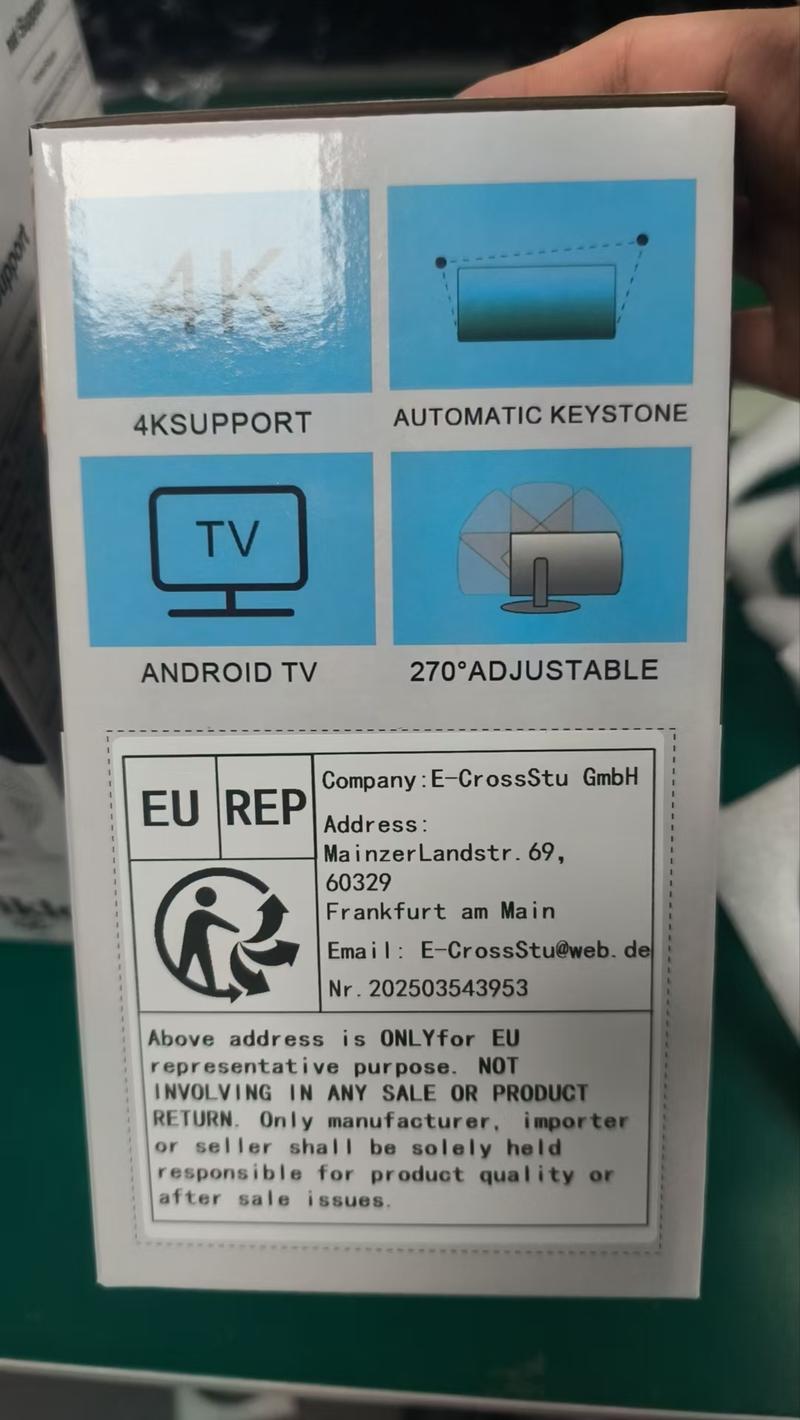 4K
4KSUPPORT
AUTOMATIC KEYSTONE
TV
ANDROID TV
270°ADJUSTABLE
EU REP
Company:E-CrossStu GmbH
Address:
MainzerLandstr.69,
60329
Frankfurt am Main
Email: E-CrossStu@web.de
Nr.202503543953
Above address is ONLYfor EU
representative purpose. NOT
INVOLVING IN ANY SALE OR PRODUCT
RETURN. Only manufacturer, importer
or seller shall be solely held
responsible for product quality or
after sale issues.